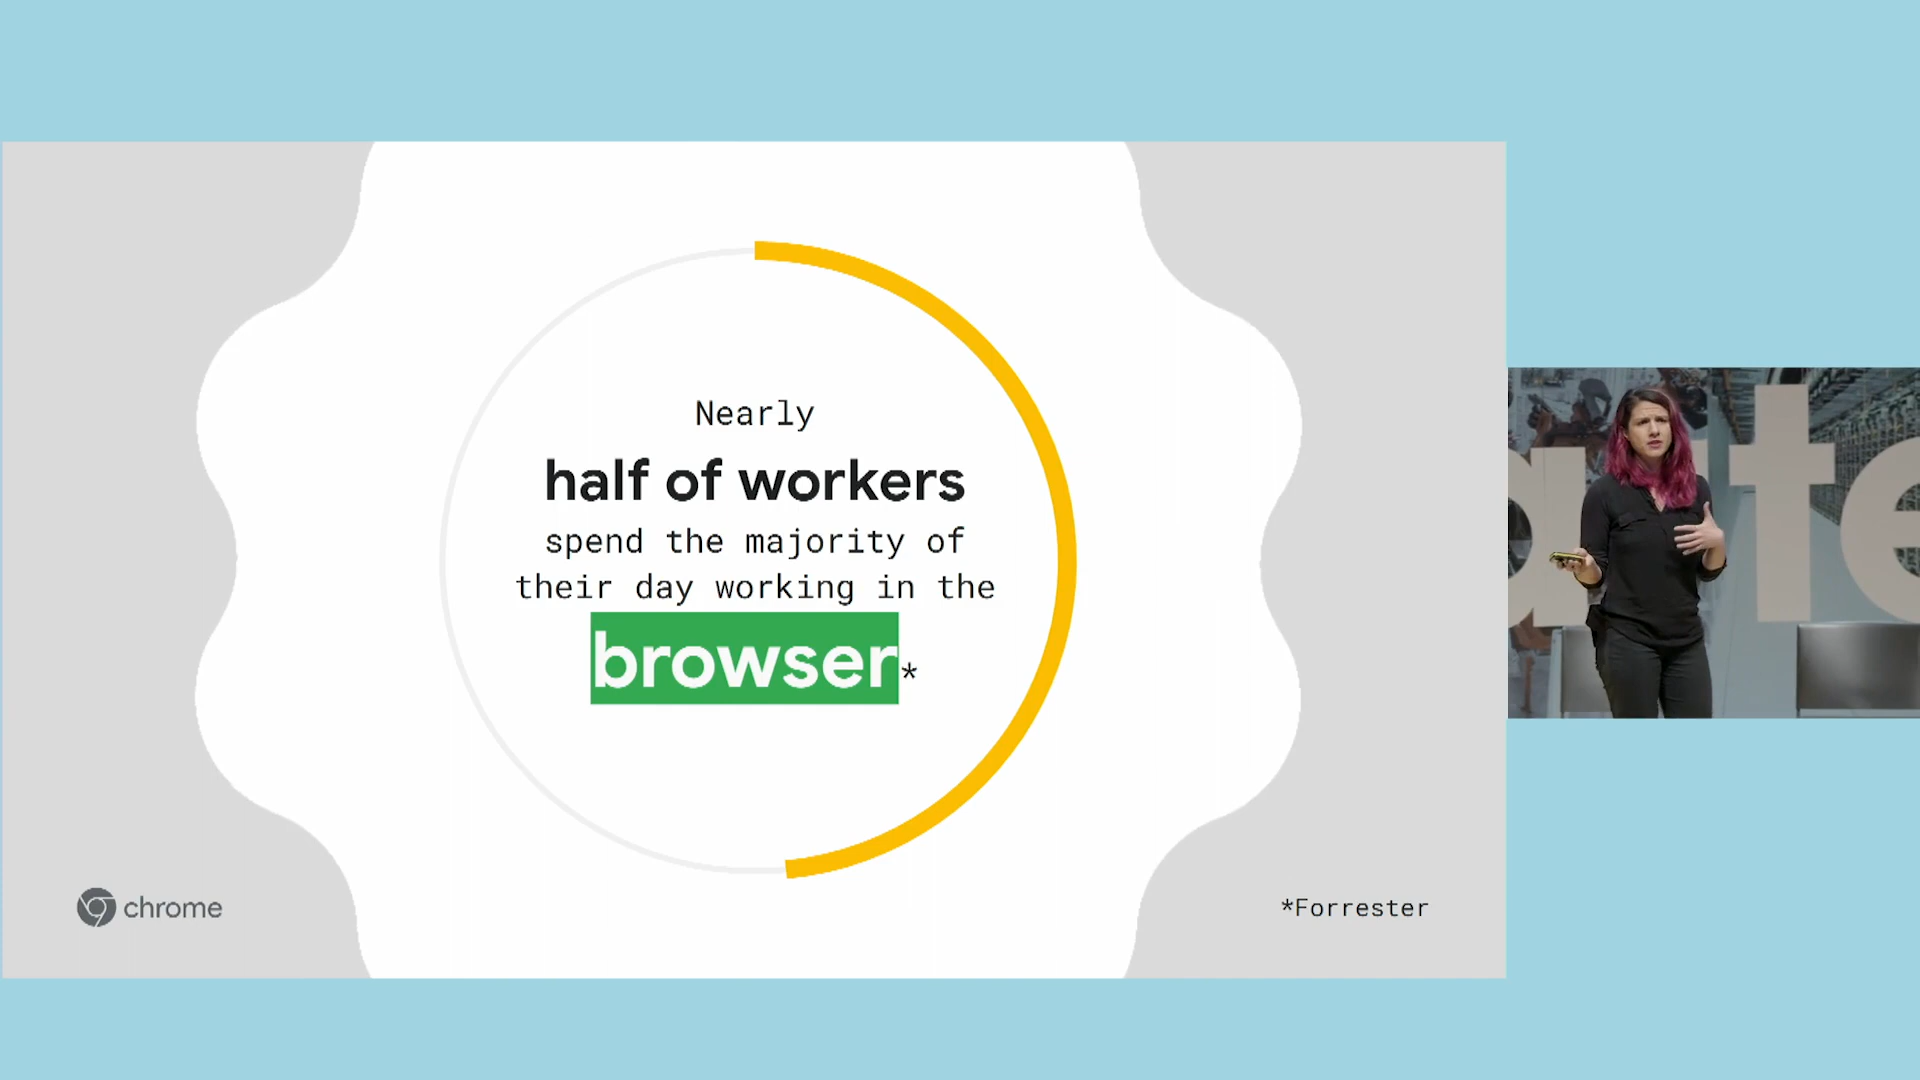 Nearly
half of workers
spend the majority of
their day working in the
browser*
chrome
*Forrester